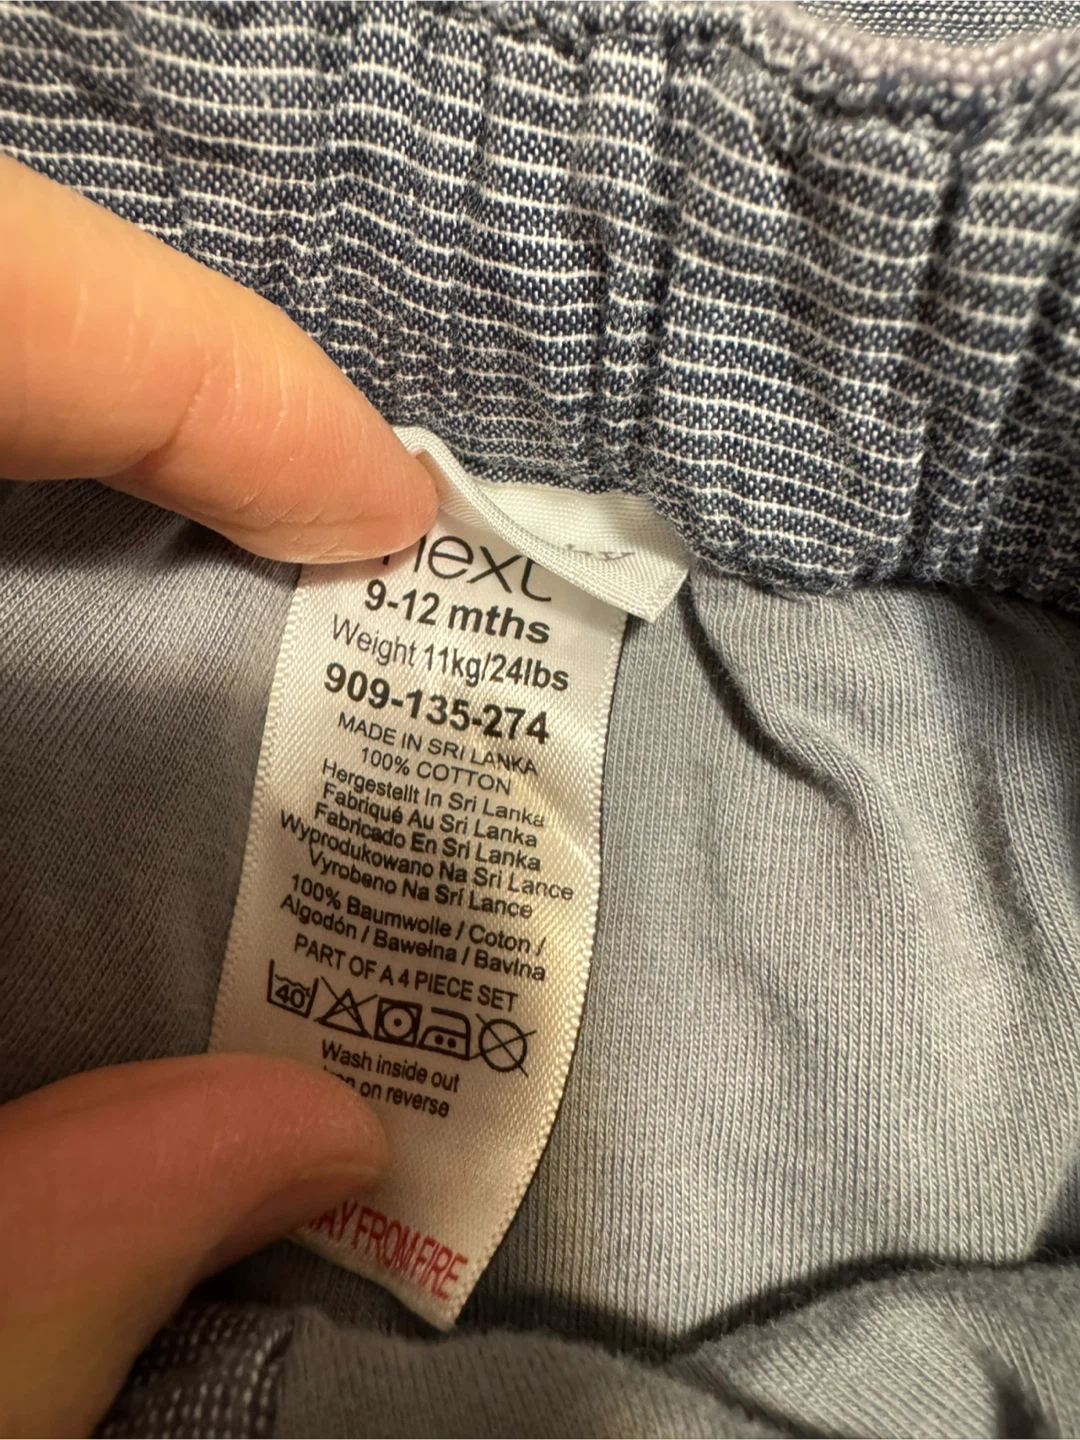 next
9-12 mths
Weight 11kg/24lbs
909-135-274
MADE IN SRI LANKA
100% COTTON
Hergestellt In Sri Lanka
Fabriqué Au Sri Lanka
Fabricado En Sri Lanka
Wyprodukowano Na Sri Lance
Vyrobeno Na Srí Lance
100% Baumwolle / Coton /
Algodón / Bawełna / Bavlna
PART OF A 4 PIECE SET
40
Wash inside out
on reverse
FROM FIRE